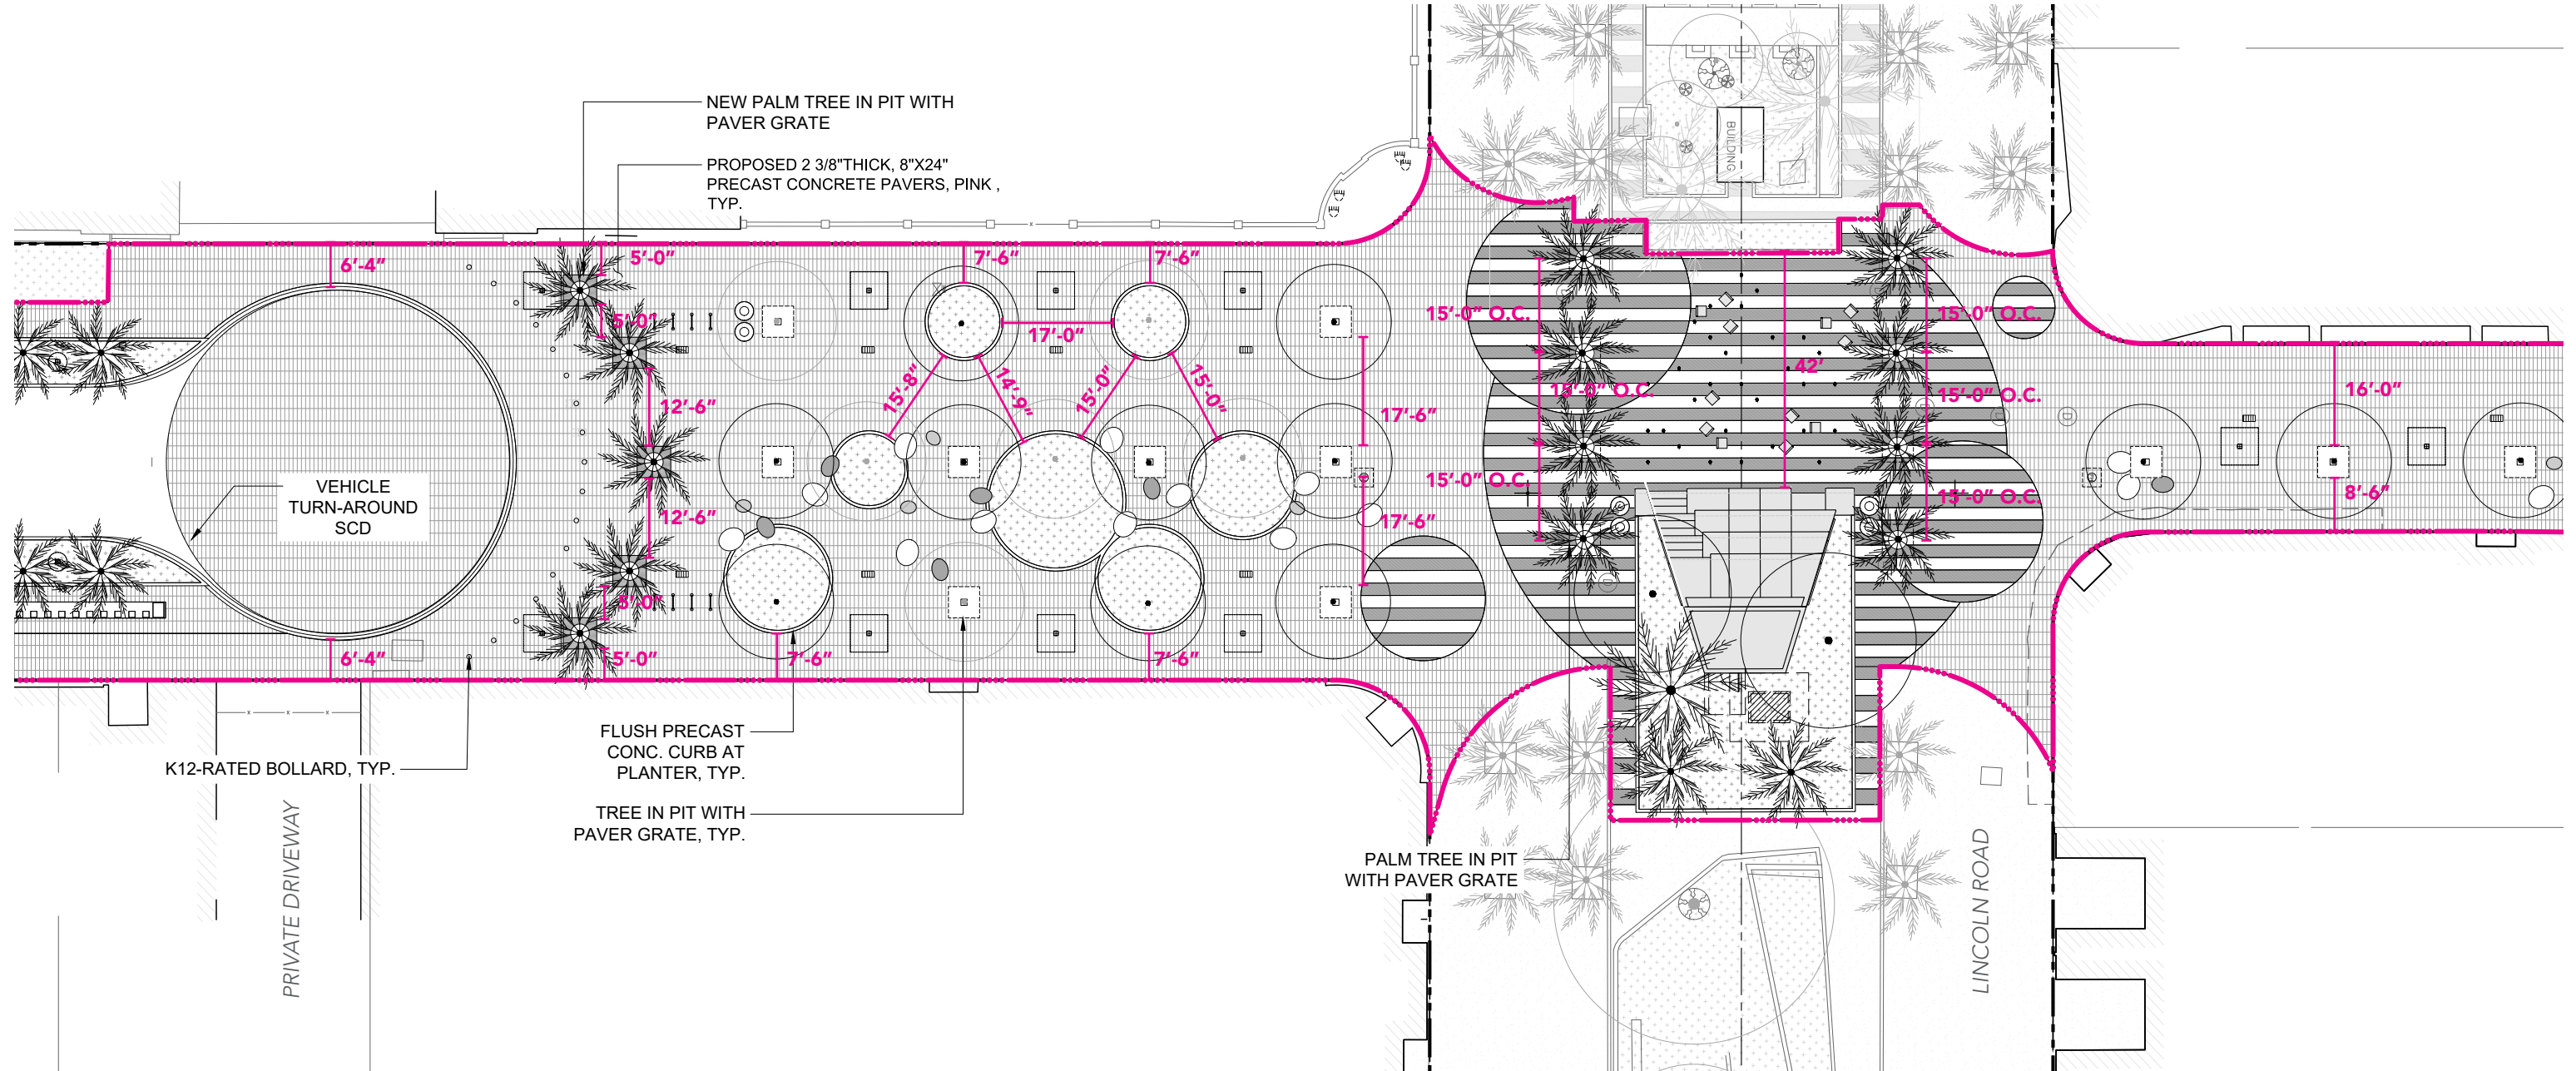 NEW PALM TREE IN PIT WITH
PAVER GRATE
PROPOSED 2 3/8"THICK, 8"X24"
PRECAST CONCRETE PAVERS, PINK ,
TYP.
BUILDING
6'-4"
5'-0"
7'-6"
7'-6"
5'-0"
17'-0"
15'-0" O.C.
15'-0" O.C.
15'-8"
14'-9"
15'-0"
15'-0"
42'
15'-0" O.C.
15'-0" O.C.
16'-0"
12'-6"
17'-6"
15'-0" O.C.
15'-0" O.C.
8'-6"
VEHICLE
TURN-AROUND
SCD
12'-6"
17'-6"
5'-0"
6'-4"
5'-0"
7'-6"
7'-6"
FLUSH PRECAST
CONC. CURB AT
PLANTER, TYP.
K12-RATED BOLLARD, TYP.
TREE IN PIT WITH
PAVER GRATE, TYP.
PALM TREE IN PIT
WITH PAVER GRATE
PRIVATE DRIVEWAY
LINCOLN ROAD